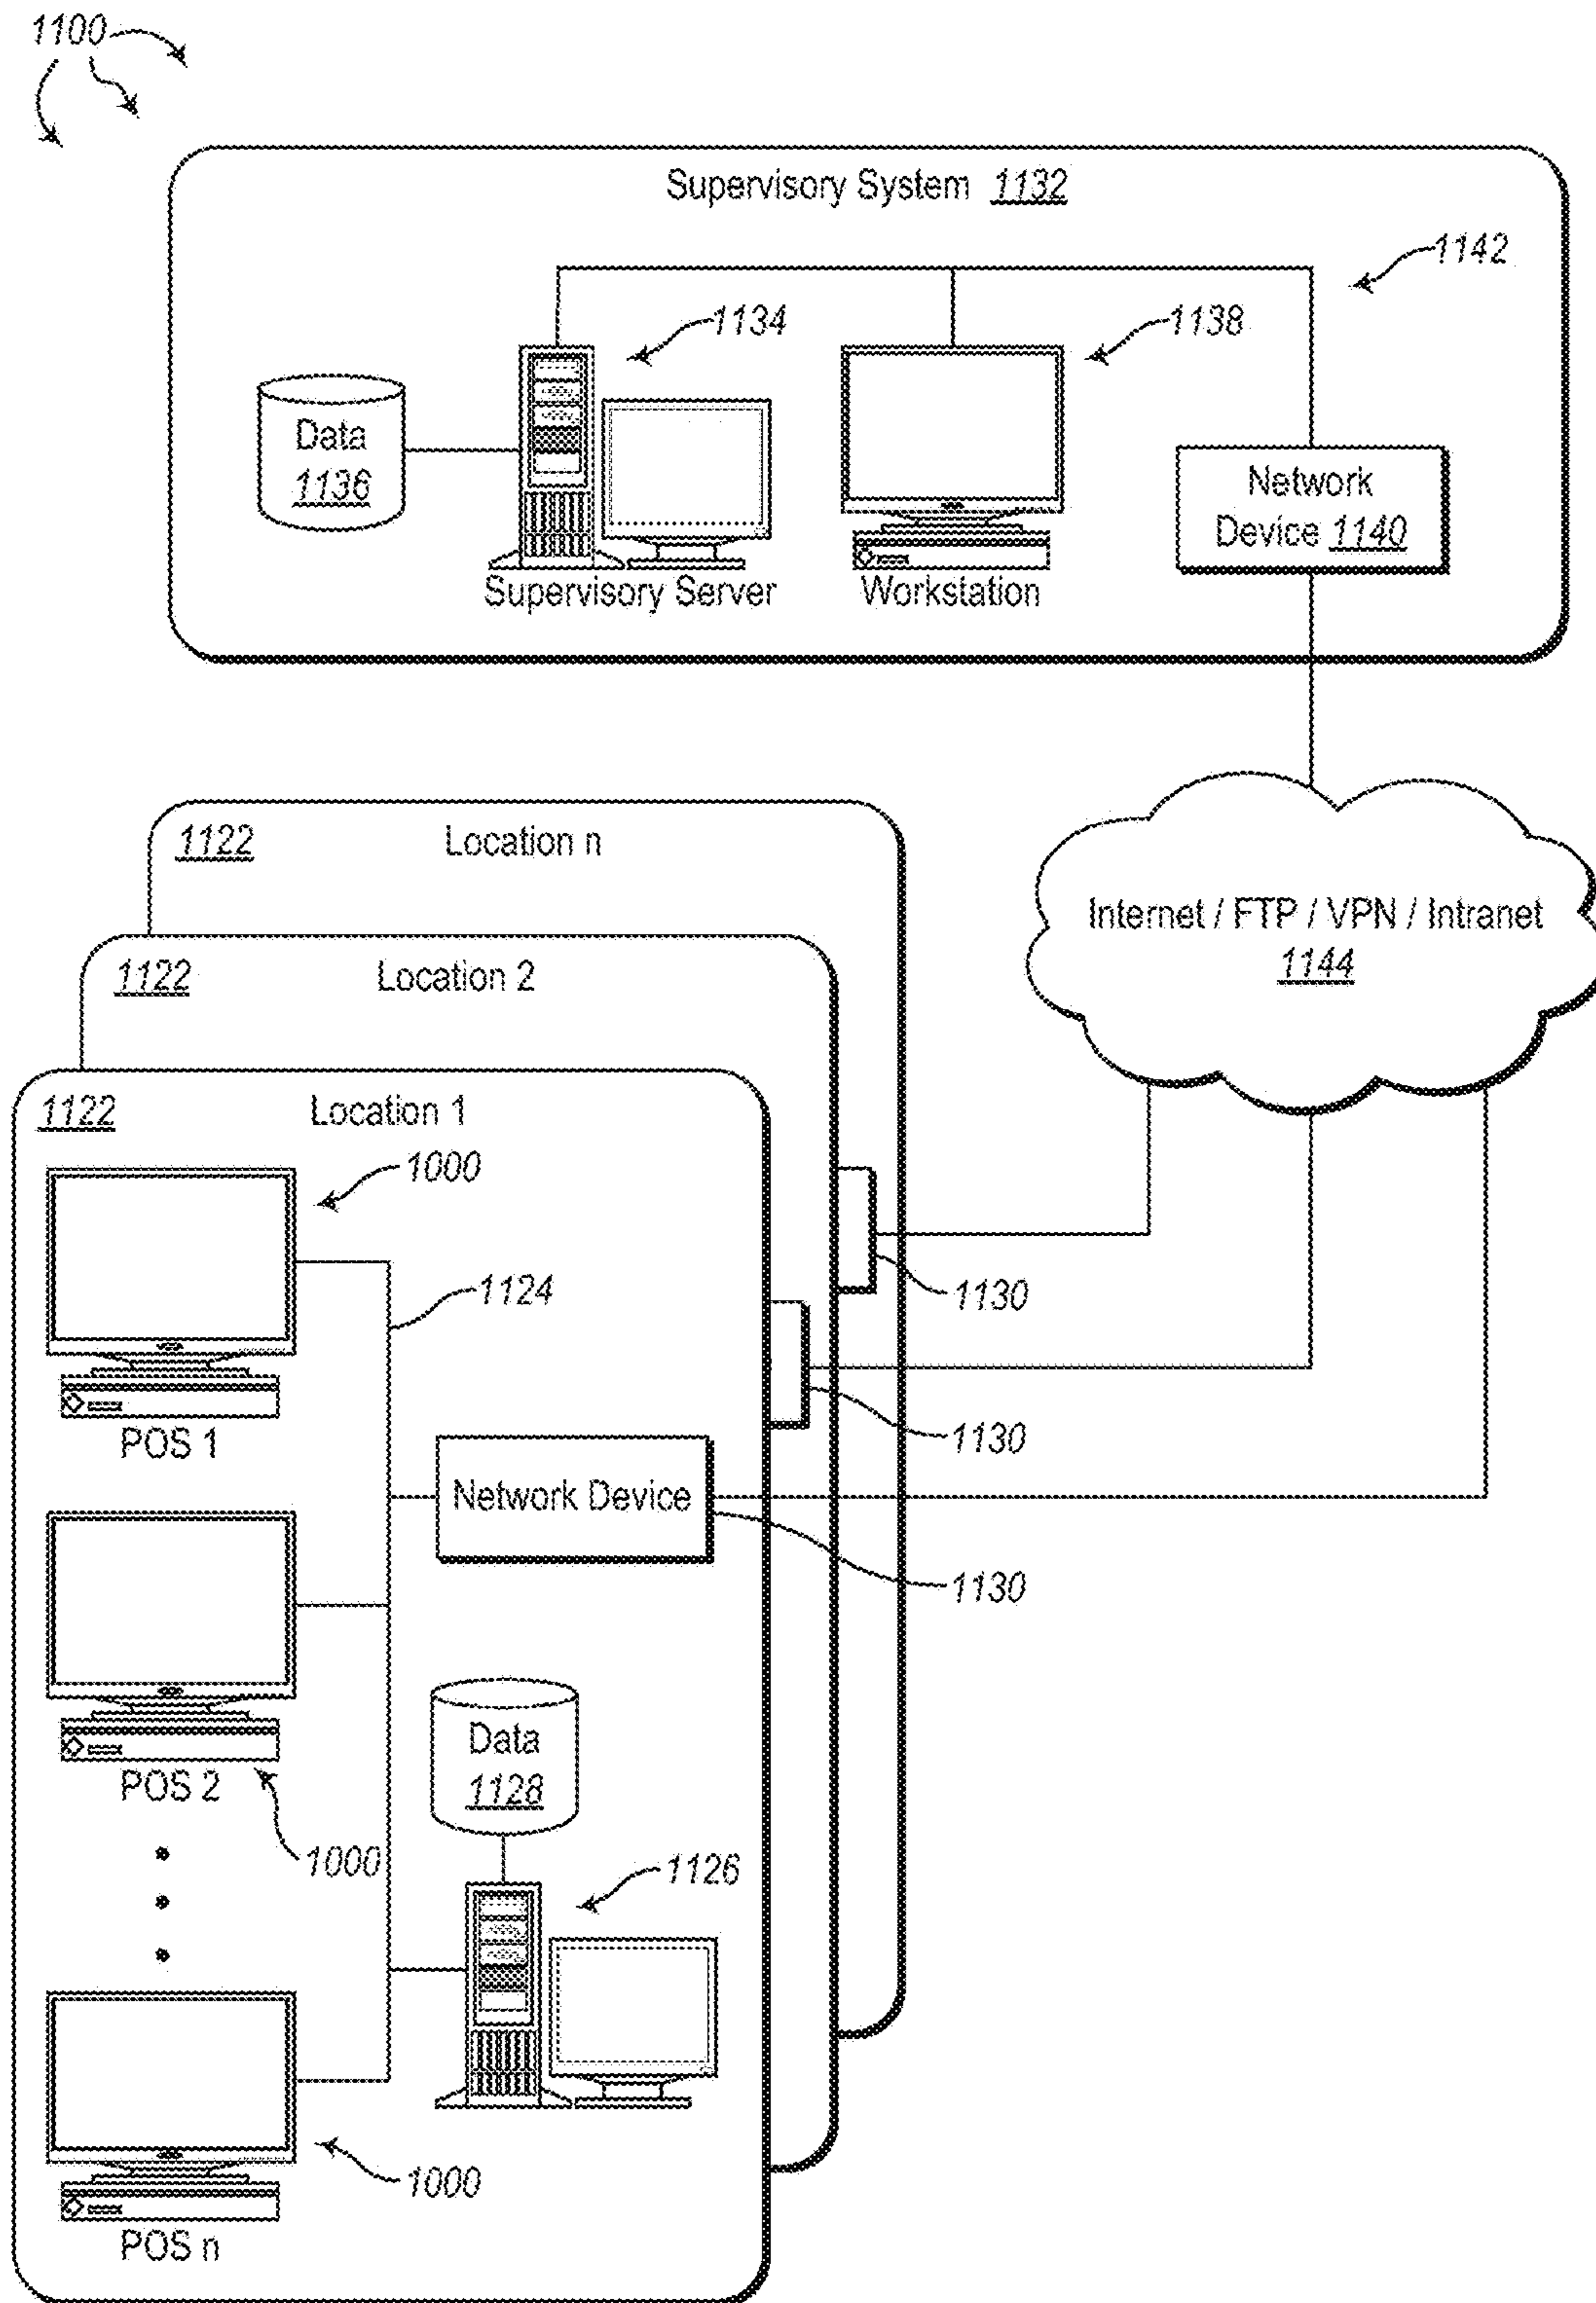 1100
Supervisory System 1132
1142
1134
1138
Data
1136
Network
Device 1140
Supervisory Server
Workstation
1122 Location n
Internet / FTP / VPN / Intranet
1144
1122 Location 2
1122 Location 1
1000
1124
1130
POS 1
1130
Network Device
1130
Data
1128
POS 2
1000
1126
1000
POS n